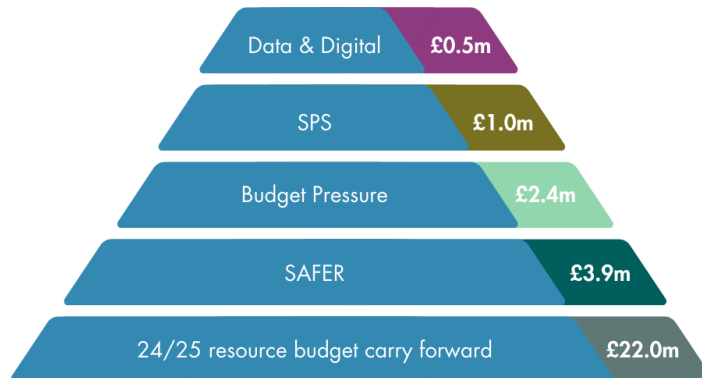 Data & Digital £0.5m
SPS £1.0m
Budget Pressure £2.4m
SAFER £3.9m
24/25 resource budget carry forward £22.0m